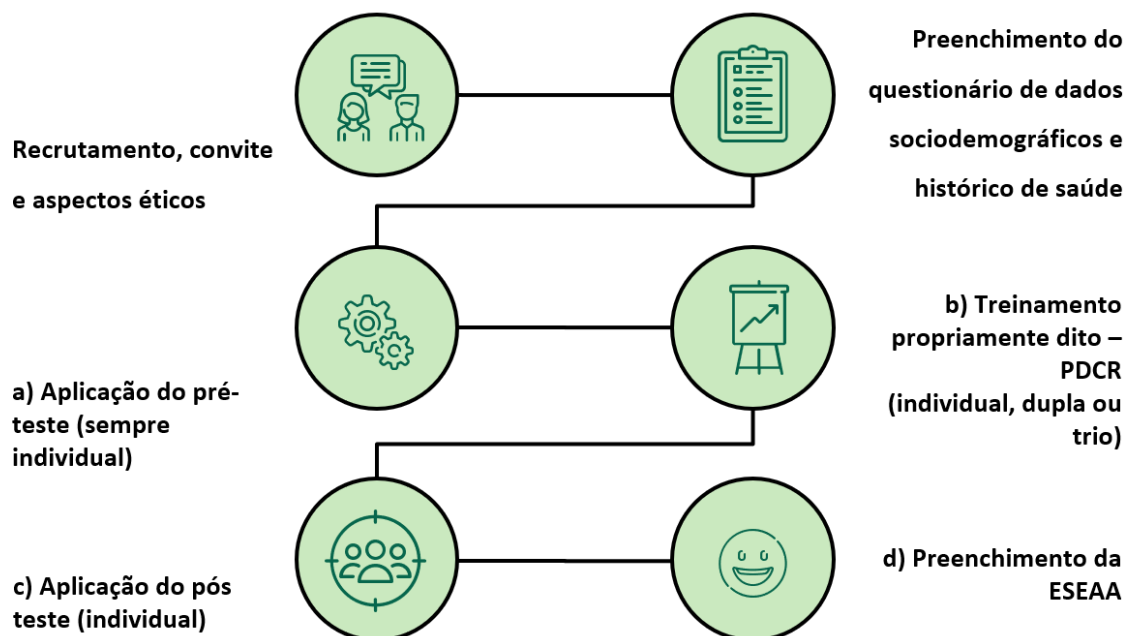 Recrutamento, convite
e aspectos éticos
Preenchimento do
questionário de dados
sociodemográficos e
histórico de saúde
a) Aplicação do pré-
teste (sempre
individual)
b) Treinamento
propriamente dito –
PDCR
(individual, dupla ou
trio)
c) Aplicação do pós
teste (individual)
d) Preenchimento da
ESEAA